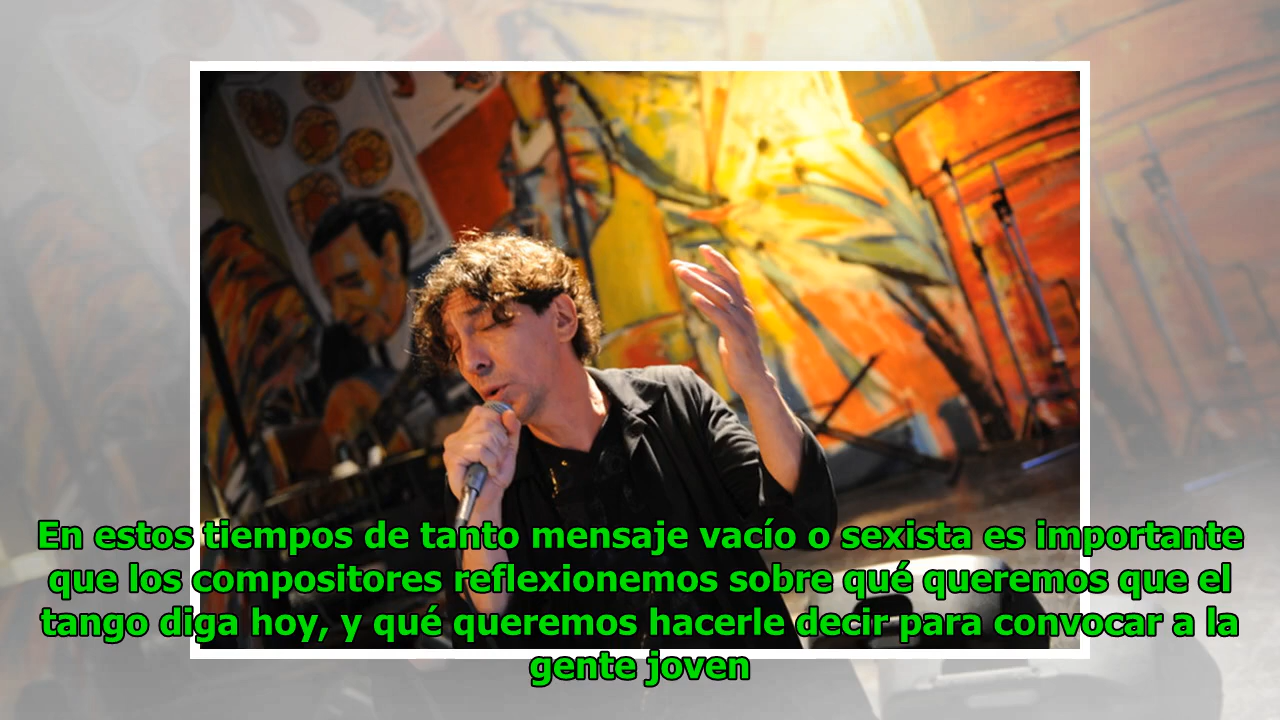 En estos tiempos de tanto mensaje vacío o sexista es importante
que los compositores reflexionemos sobre qué queremos que el
tango diga hoy, y qué queremos hacerle decir para convocar a la
gente joven